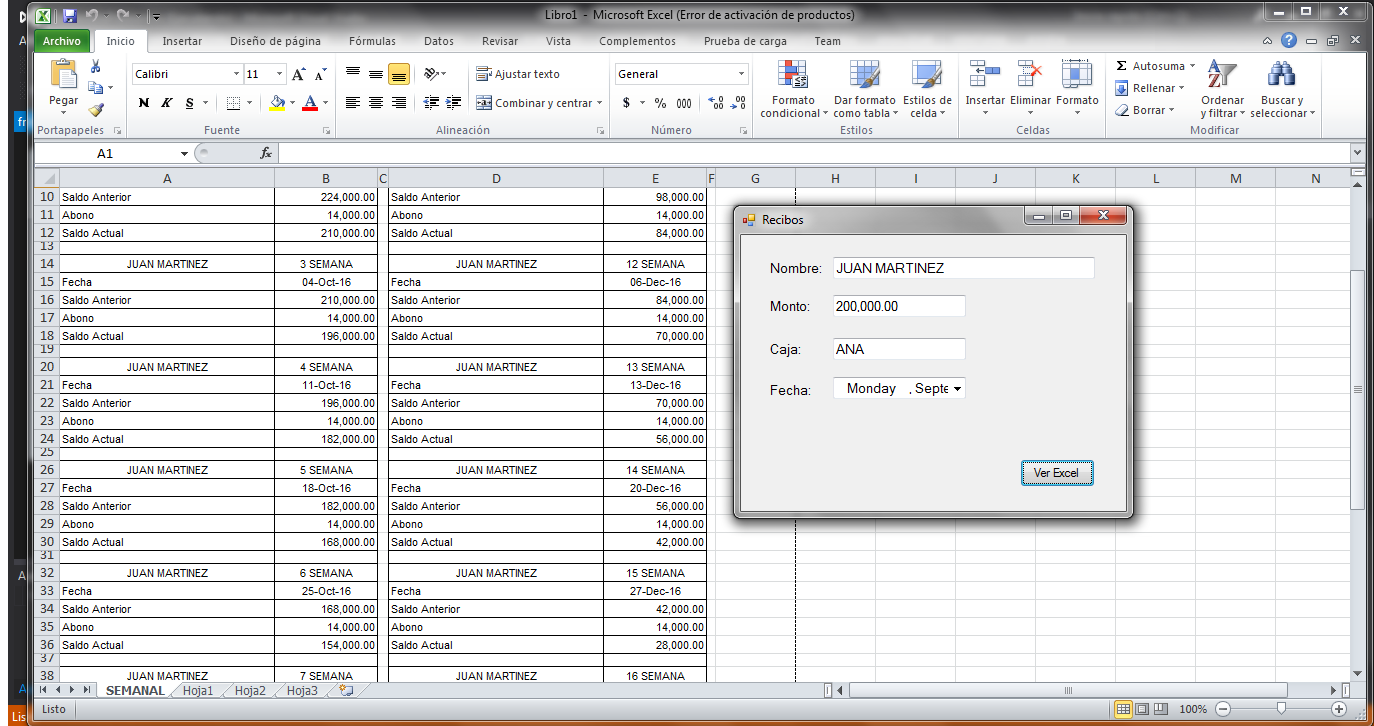 Libro1 - Microsoft Excel (Error de activación de productos)
Archivo Inicio Insertar Diseño de página Fórmulas Datos Revisar Vista Complementos Prueba de carga Team
Pegar
Portapapeles
Calibri 11
N K S
Fuente
Ajustar texto
Combinar y centrar
Alineación
General
$ % 000
Número
Formato condicional
Dar formato como tabla
Estilos de celda
Estilos
Insertar Eliminar Formato
Celdas
Σ Autosuma
Rellenar
Borrar
Ordenar y filtrar
Buscar y seleccionar
Modificar
A1 fx
A B C D E F G H I J K L M N
10 Saldo Anterior 224,000.00 Saldo Anterior 98,000.00
11 Abono 14,000.00 Abono 14,000.00
12 Saldo Actual 210,000.00 Saldo Actual 84,000.00
13
14 JUAN MARTINEZ 3 SEMANA JUAN MARTINEZ 12 SEMANA
15 Fecha 04-Oct-16 Fecha 06-Dec-16
16 Saldo Anterior 210,000.00 Saldo Anterior 84,000.00
17 Abono 14,000.00 Abono 14,000.00
18 Saldo Actual 196,000.00 Saldo Actual 70,000.00
19
20 JUAN MARTINEZ 4 SEMANA JUAN MARTINEZ 13 SEMANA
21 Fecha 11-Oct-16 Fecha 13-Dec-16
22 Saldo Anterior 196,000.00 Saldo Anterior 70,000.00
23 Abono 14,000.00 Abono 14,000.00
24 Saldo Actual 182,000.00 Saldo Actual 56,000.00
25
26 JUAN MARTINEZ 5 SEMANA JUAN MARTINEZ 14 SEMANA
27 Fecha 18-Oct-16 Fecha 20-Dec-16
28 Saldo Anterior 182,000.00 Saldo Anterior 56,000.00
29 Abono 14,000.00 Abono 14,000.00
30 Saldo Actual 168,000.00 Saldo Actual 42,000.00
31
32 JUAN MARTINEZ 6 SEMANA JUAN MARTINEZ 15 SEMANA
33 Fecha 25-Oct-16 Fecha 27-Dec-16
34 Saldo Anterior 168,000.00 Saldo Anterior 42,000.00
35 Abono 14,000.00 Abono 14,000.00
36 Saldo Actual 154,000.00 Saldo Actual 28,000.00
37
38 JUAN MARTINEZ 7 SEMANA JUAN MARTINEZ 16 SEMANA
Recibos
Nombre: JUAN MARTINEZ
Monto: 200,000.00
Caja: ANA
Fecha: Monday , Septe
Ver Excel
SEMANAL Hoja1 Hoja2 Hoja3
Listo 100%